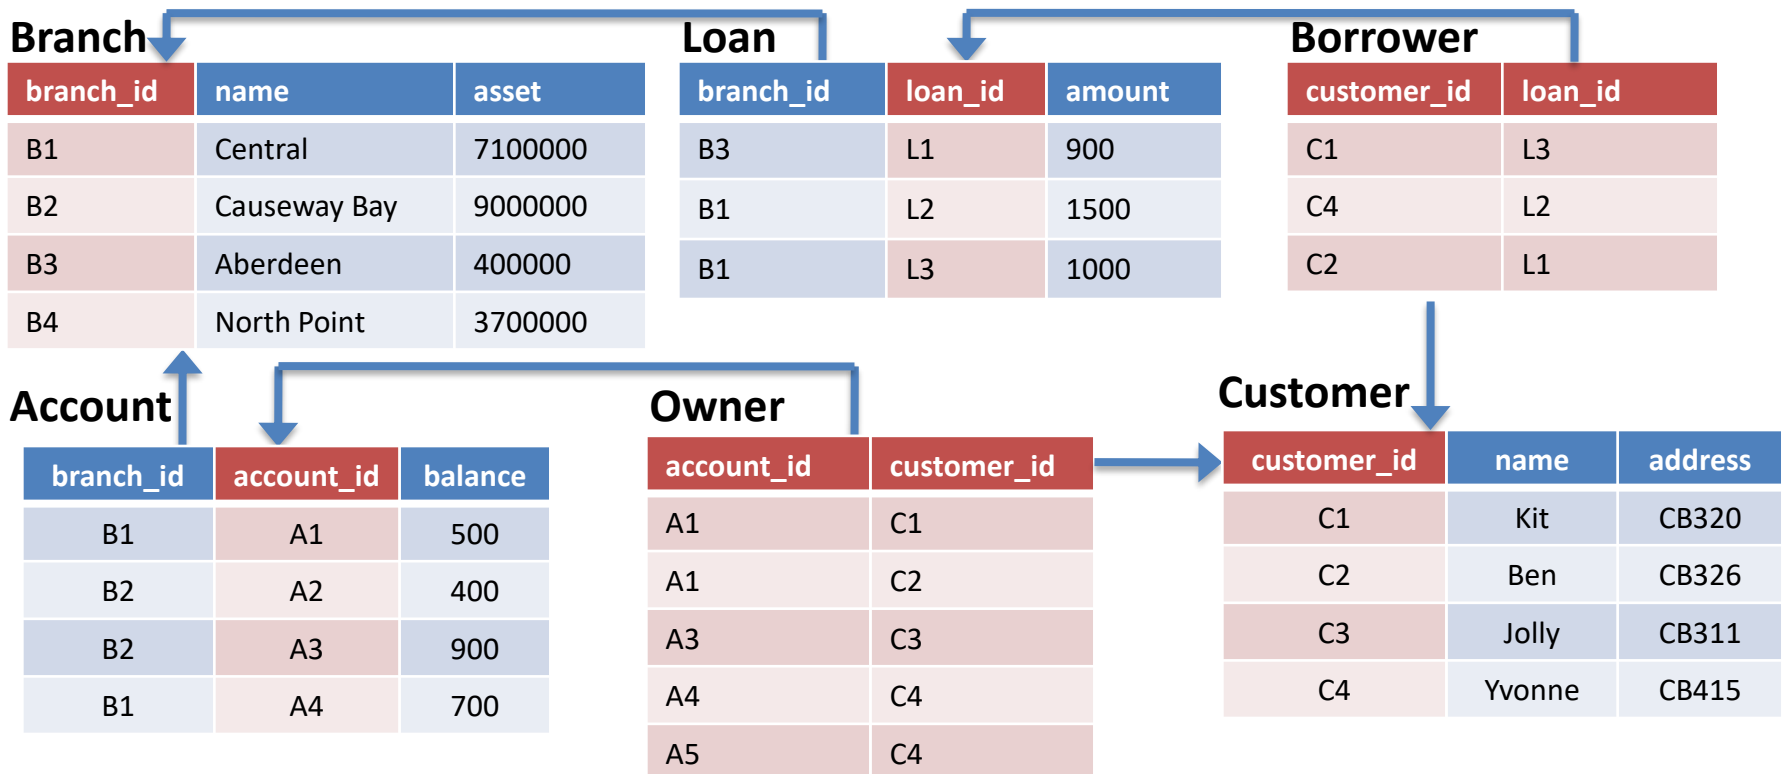 Branch
branch_id name asset
B1 Central 7100000
B2 Causeway Bay 9000000
B3 Aberdeen 400000
B4 North Point 3700000
Loan
branch_id loan_id amount
B3 L1 900
B1 L2 1500
B1 L3 1000
Borrower
customer_id loan_id
C1 L3
C4 L2
C2 L1
Account
branch_id account_id balance
B1 A1 500
B2 A2 400
B2 A3 900
B1 A4 700
Owner
account_id customer_id
A1 C1
A1 C2
A3 C3
A4 C4
A5 C4
Customer
customer_id name address
C1 Kit CB320
C2 Ben CB326
C3 Jolly CB311
C4 Yvonne CB415